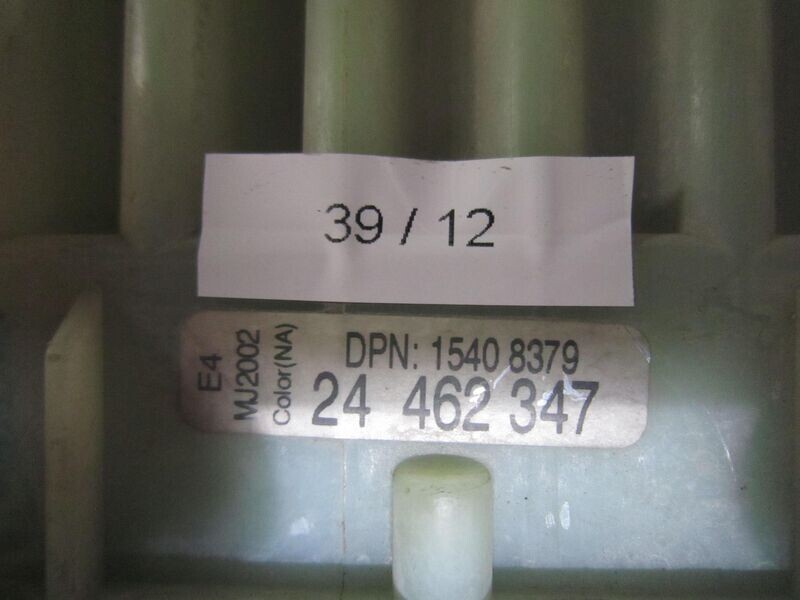 39 / 12
E4
MJ2002
Color(NA)
DPN: 1540 8379
24 462 347